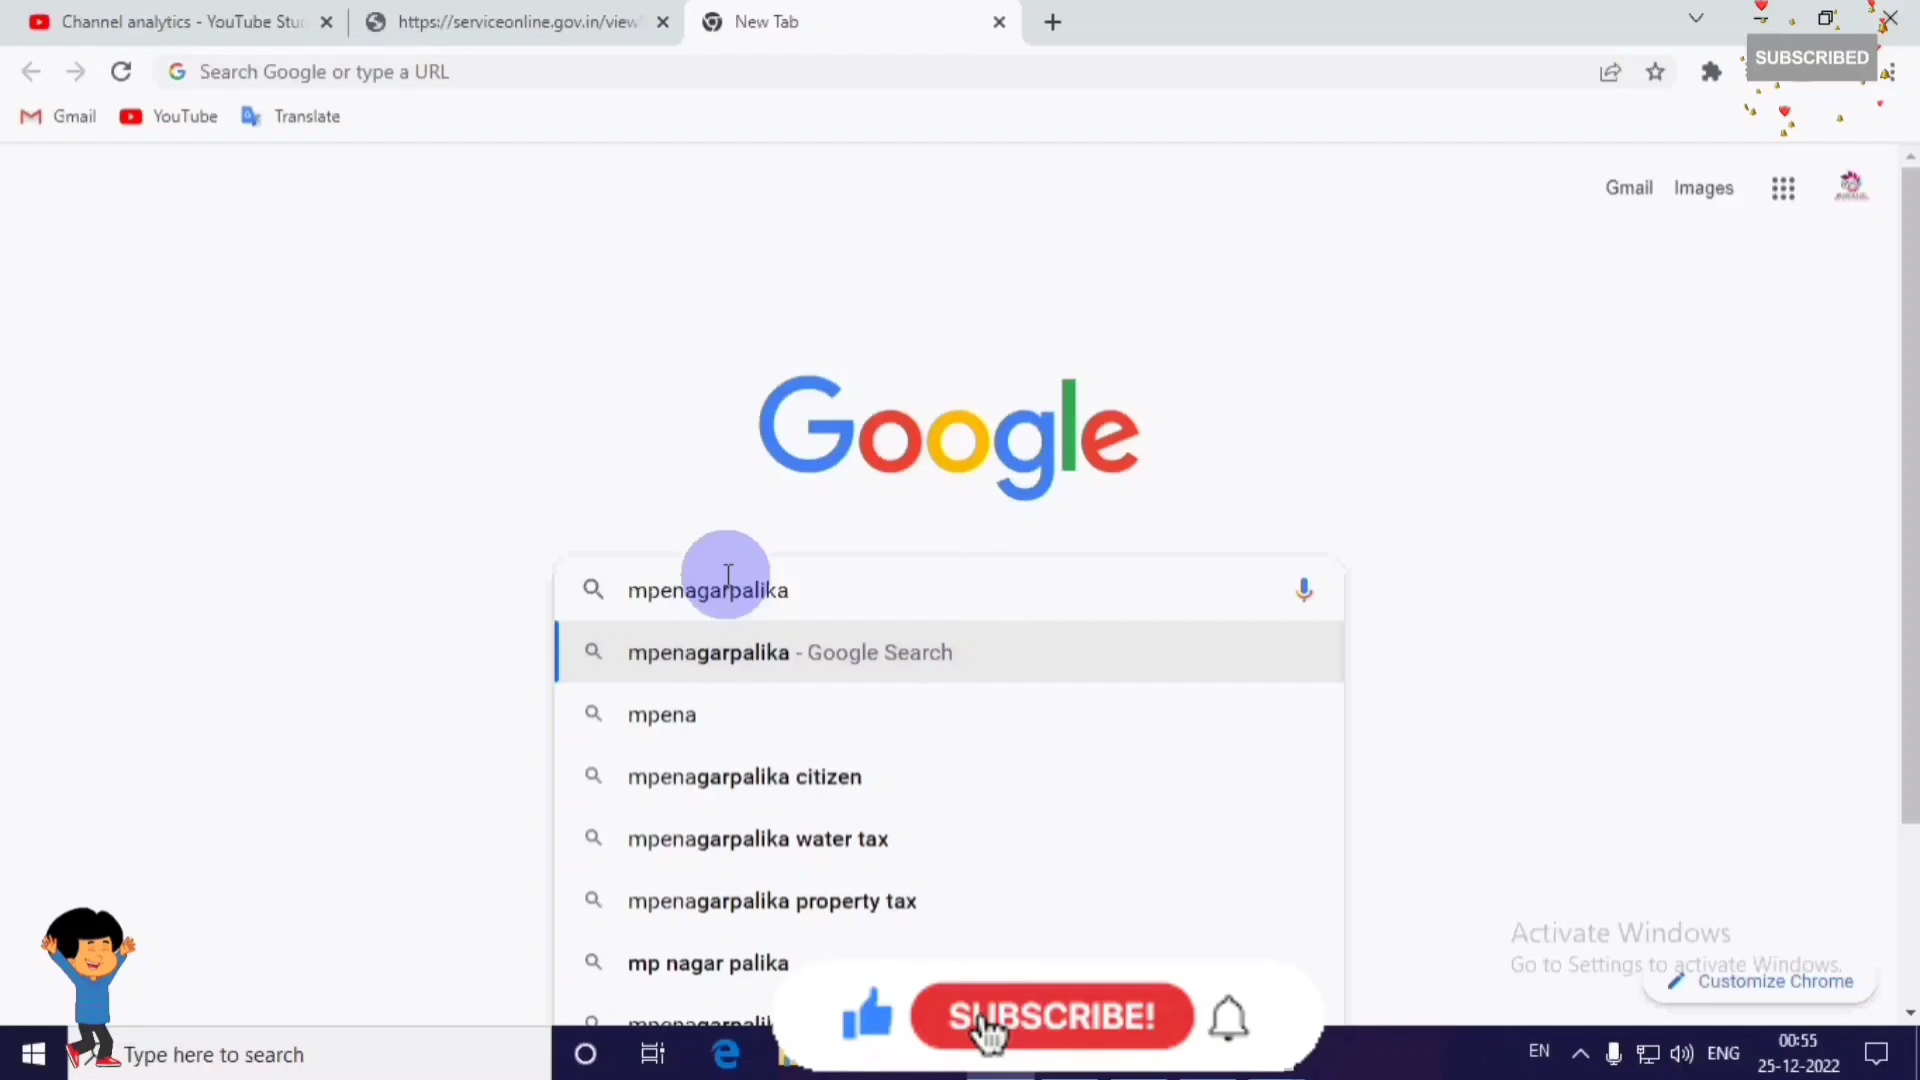 Channel analytics - YouTube Stu
https://serviceonline.gov.in/view
New Tab
Search Google or type a URL
SUBSCRIBED
Gmail
YouTube
Translate
Gmail
Images
Google
mpenagarpalika
mpenagarpalika - Google Search
mpena
mpenagarpalika citizen
mpenagarpalika water tax
mpenagarpalika property tax
mp nagar palika
Activate Windows
Go to Settings to activate Windows.
Customize Chrome
SUBSCRIBE!
Type here to search
EN
ENG
00:55
25-12-2022